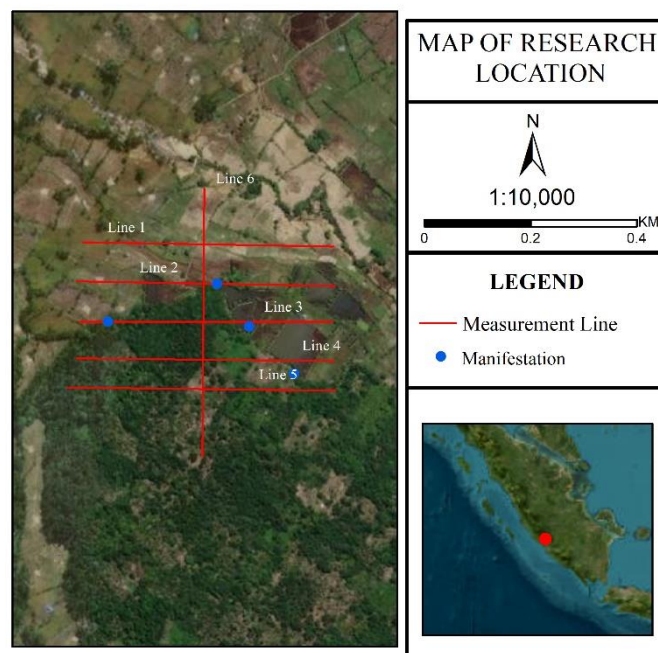 Line 6
Line 1
Line 2
Line 3
Line 4
Line 5
MAP OF RESEARCH
LOCATION
N
1:10,000
KM
0 0.2 0.4
LEGEND
Measurement Line
Manifestation